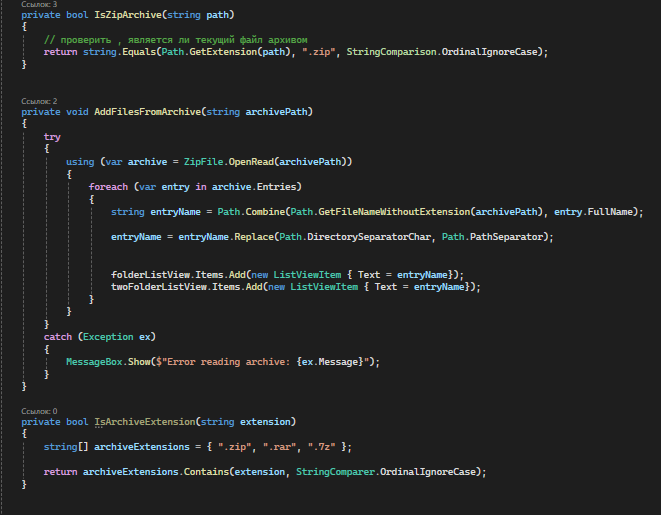 Ссылок: 3
private bool IsZipArchive(string path)
{
// проверить , является ли текущий файл архивом
return string.Equals(Path.GetExtension(path), ".zip", StringComparison.OrdinalIgnoreCase);
}
Ссылок: 2
private void AddFilesFromArchive(string archivePath)
{
try
{
using (var archive = ZipFile.OpenRead(archivePath))
{
foreach (var entry in archive.Entries)
{
string entryName = Path.Combine(Path.GetFileNameWithoutExtension(archivePath), entry.FullName);
entryName = entryName.Replace(Path.DirectorySeparatorChar, Path.PathSeparator);
folderListView.Items.Add(new ListViewItem { Text = entryName});
twoFolderListView.Items.Add(new ListViewItem { Text = entryName});
}
}
}
catch (Exception ex)
{
MessageBox.Show($"Error reading archive: {ex.Message}");
}
}
Ссылок: 0
private bool IsArchiveExtension(string extension)
{
string[] archiveExtensions = { ".zip", ".rar", ".7z" };
return archiveExtensions.Contains(extension, StringComparer.OrdinalIgnoreCase);
}